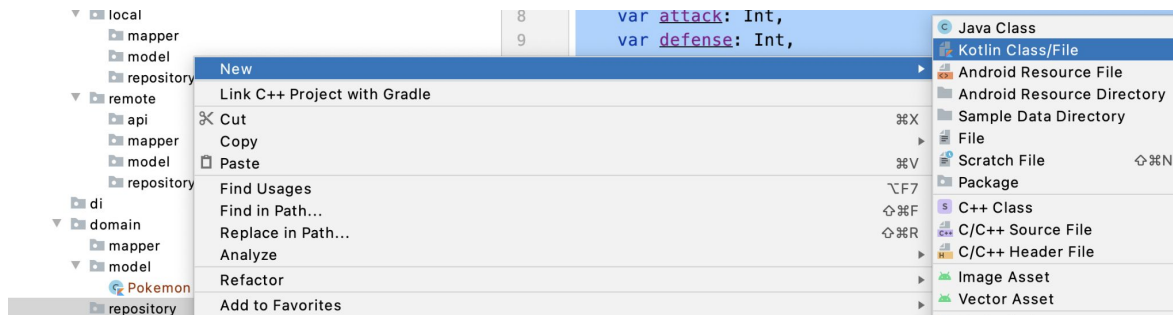 local
mapper
model
repository
remote
api
mapper
model
repository
di
domain
mapper
model
Pokemon
repository
8 var attack: Int,
9 var defense: Int,
New
Link C++ Project with Gradle
Cut ⌘X
Copy
Paste ⌘V
Find Usages ⌥F7
Find in Path... ⇧⌘F
Replace in Path... ⇧⌘R
Analyze
Refactor
Add to Favorites
Java Class
Kotlin Class/File
Android Resource File
Android Resource Directory
Sample Data Directory
File
Scratch File ⇧⌘N
Package
C++ Class
C/C++ Source File
C/C++ Header File
Image Asset
Vector Asset